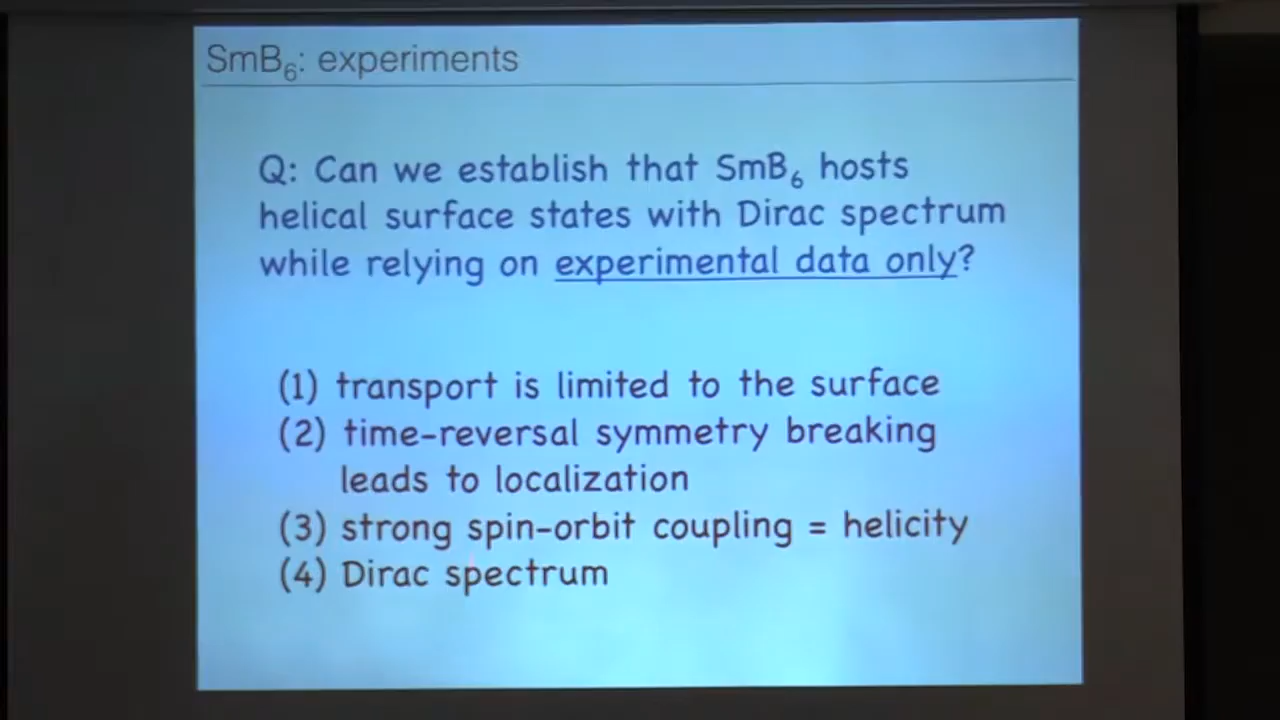 SmB₆: experiments
Q: Can we establish that SmB₆ hosts
helical surface states with Dirac spectrum
while relying on experimental data only?
(1) transport is limited to the surface
(2) time-reversal symmetry breaking
leads to localization
(3) strong spin-orbit coupling = helicity
(4) Dirac spectrum